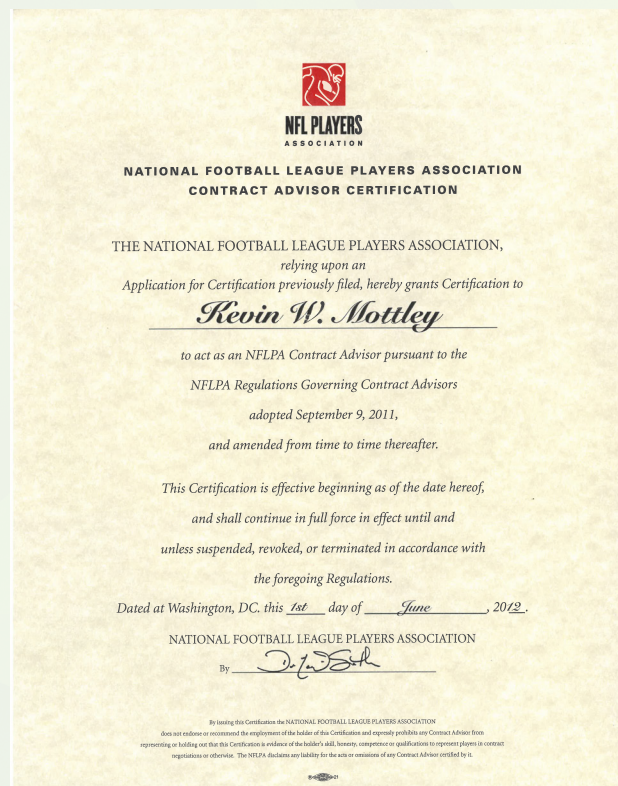 NFL PLAYERS
ASSOCIATION
NATIONAL FOOTBALL LEAGUE PLAYERS ASSOCIATION
CONTRACT ADVISOR CERTIFICATION
THE NATIONAL FOOTBALL LEAGUE PLAYERS ASSOCIATION,
relying upon an
Application for Certification previously filed, hereby grants Certification to
Kevin W. Mottley
to act as an NFLPA Contract Advisor pursuant to the
NFLPA Regulations Governing Contract Advisors
adopted September 9, 2011,
and amended from time to time thereafter.
This Certification is effective beginning as of the date hereof,
and shall continue in full force in effect until and
unless suspended, revoked, or terminated in accordance with
the foregoing Regulations.
Dated at Washington, DC. this 1st day of June, 2012.
NATIONAL FOOTBALL LEAGUE PLAYERS ASSOCIATION
By
By issuing this Certification the NATIONAL FOOTBALL LEAGUE PLAYERS ASSOCIATION
does not endorse or recommend the employment of the holder of this Certification and expressly prohibits any Contract Advisor from
representing or holding out that this Certification is evidence of the holder's skill, honesty, competence or qualifications to represent players in contract
negotiations or otherwise. The NFLPA disclaims any liability for the acts or omissions of any Contract Advisor certified by it.